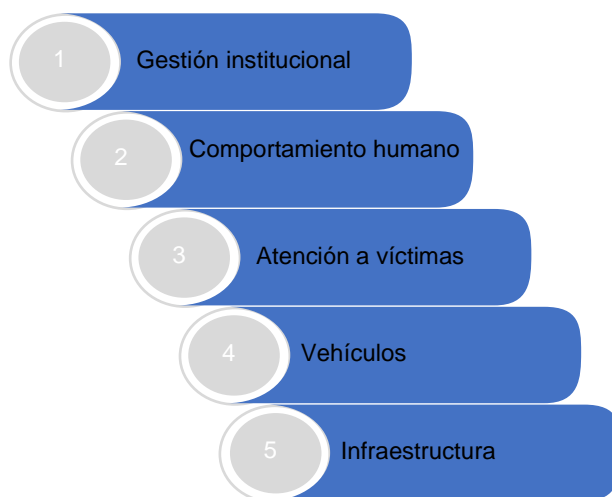 1 Gestión institucional
2 Comportamiento humano
3 Atención a víctimas
4 Vehículos
5 Infraestructura